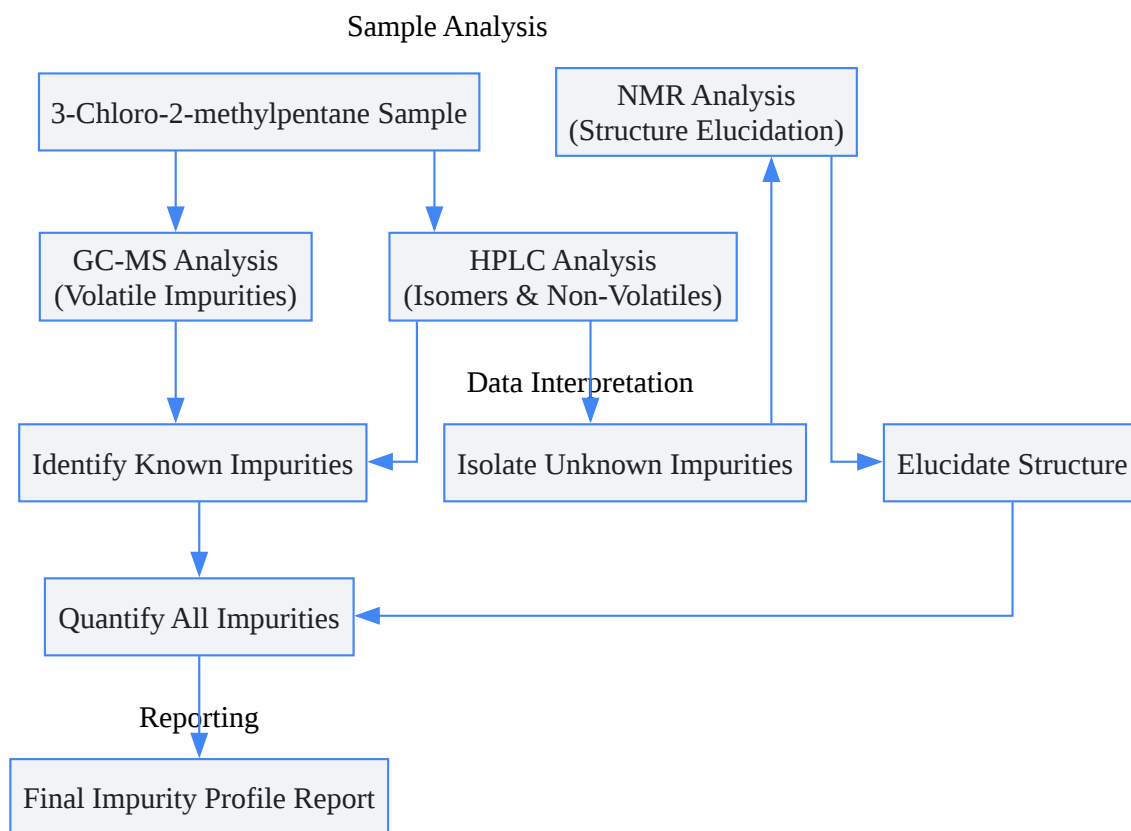 Sample Analysis
3-Chloro-2-methylpentane Sample
NMR Analysis
(Structure Elucidation)
GC-MS Analysis
(Volatile Impurities)
HPLC Analysis
(Isomers & Non-Volatiles)
Data Interpretation
Identify Known Impurities
Isolate Unknown Impurities
Elucidate Structure
Quantify All Impurities
Reporting
Final Impurity Profile Report